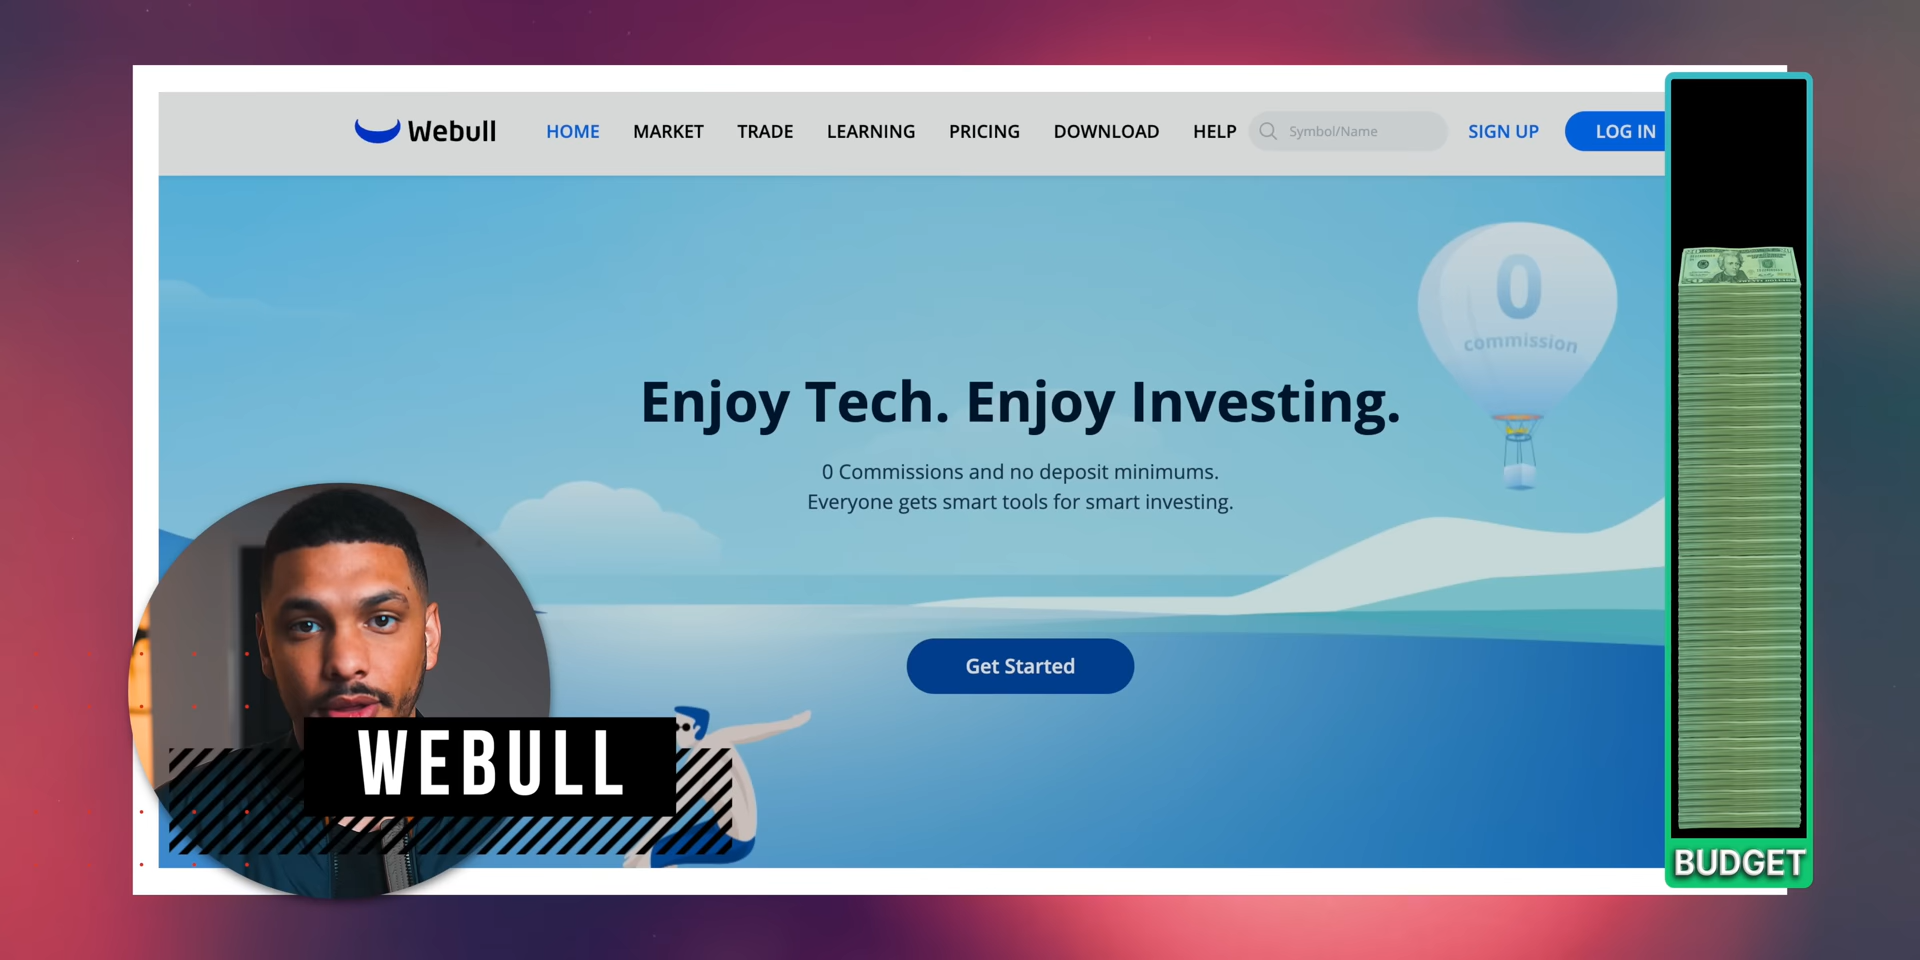 Webull
HOME
MARKET
TRADE
LEARNING
PRICING
DOWNLOAD
HELP
Symbol/Name
SIGN UP
LOG IN
0
commission
Enjoy Tech. Enjoy Investing.
0 Commissions and no deposit minimums.
Everyone gets smart tools for smart investing.
Get Started
WEBULL
BUDGET